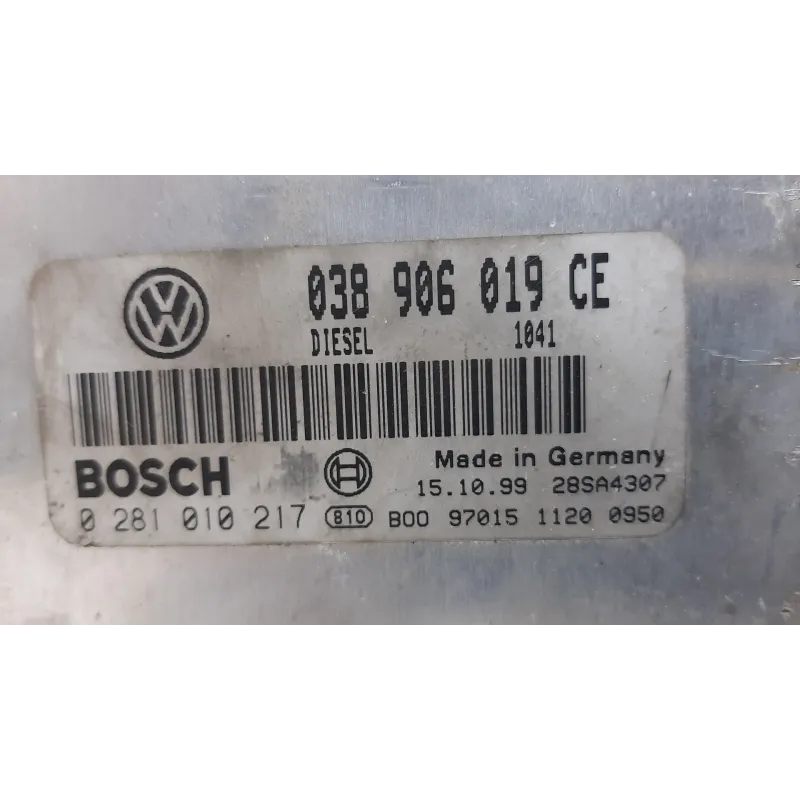 038 906 019 CE
DIESEL 1041
BOSCH Made in Germany
15.10.99 28SA4307
0 281 010 217 B10 B00 97015 1120 0950